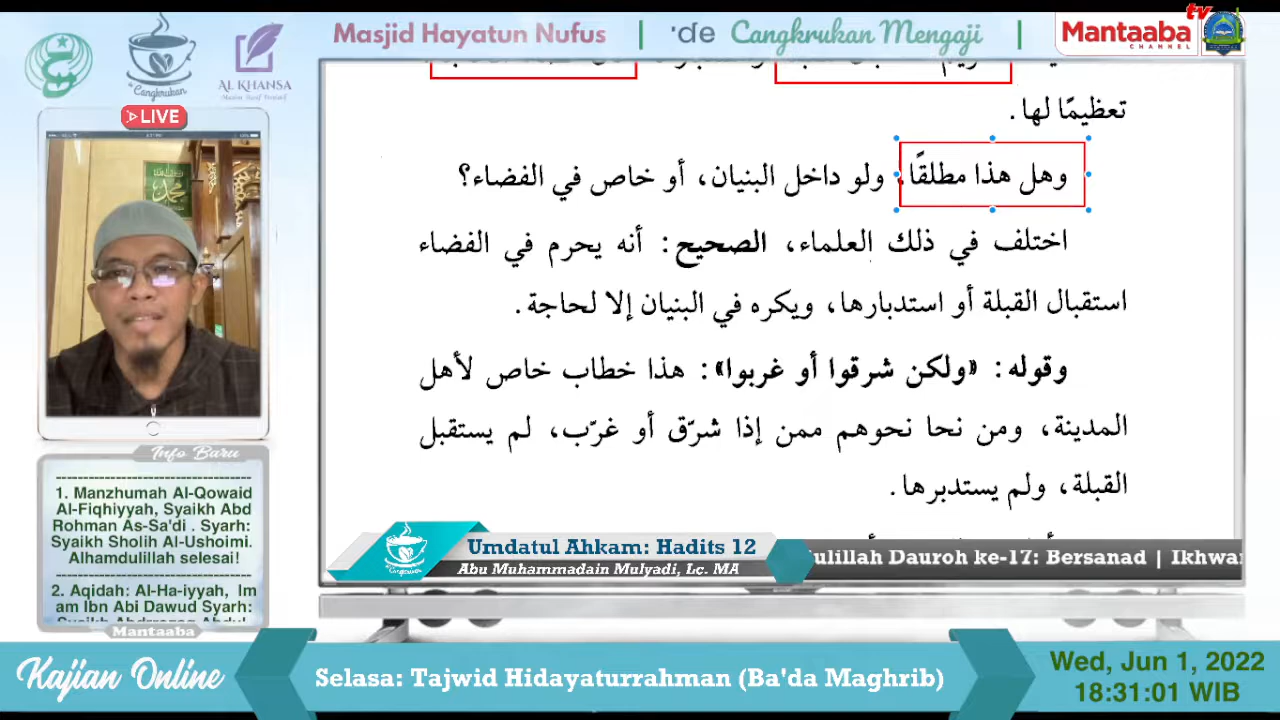 Masjid Hayatun Nufus | 'de Cangkrukan Mengaji |
Mantaaba tv
CHANNEL
de Cangkrukan
AL KHANSA
LIVE
تعظيمًا لها.
وهل هذا مطلقًا، ولو داخل البنيان، أو خاص في الفضاء؟
اختلف في ذلك العلماء، الصحيح: أنه يحرم في الفضاء
استقبال القبلة أو استدبارها، ويكره في البنيان إلا لحاجة.
وقوله: «ولكن شرقوا أو غربوا»: هذا خطاب خاص لأهل
المدينة، ومن نحا نحوهم ممن إذا شرّق أو غرّب، لم يستقبل
القبلة، ولم يستدبرها.
Info Baru
1. Manzhumah Al-Qowaid
Al-Fiqhiyyah, Syaikh Abd
Rohman As-Sa'di . Syarh:
Syaikh Sholih Al-Ushoimi.
Alhamdulillah selesai!
2. Aqidah: Al-Ha-iyyah, Im
am Ibn Abi Dawud Syarh:
Mantaaba
Umdatul Ahkam: Hadits 12
Abu Muhammadain Mulyadi, Lc. MA
ulillah Dauroh ke-17: Bersanad | Ikhwa
Kajian Online
Selasa: Tajwid Hidayaturrahman (Ba'da Maghrib)
Wed, Jun 1, 2022
18:31:01 WIB